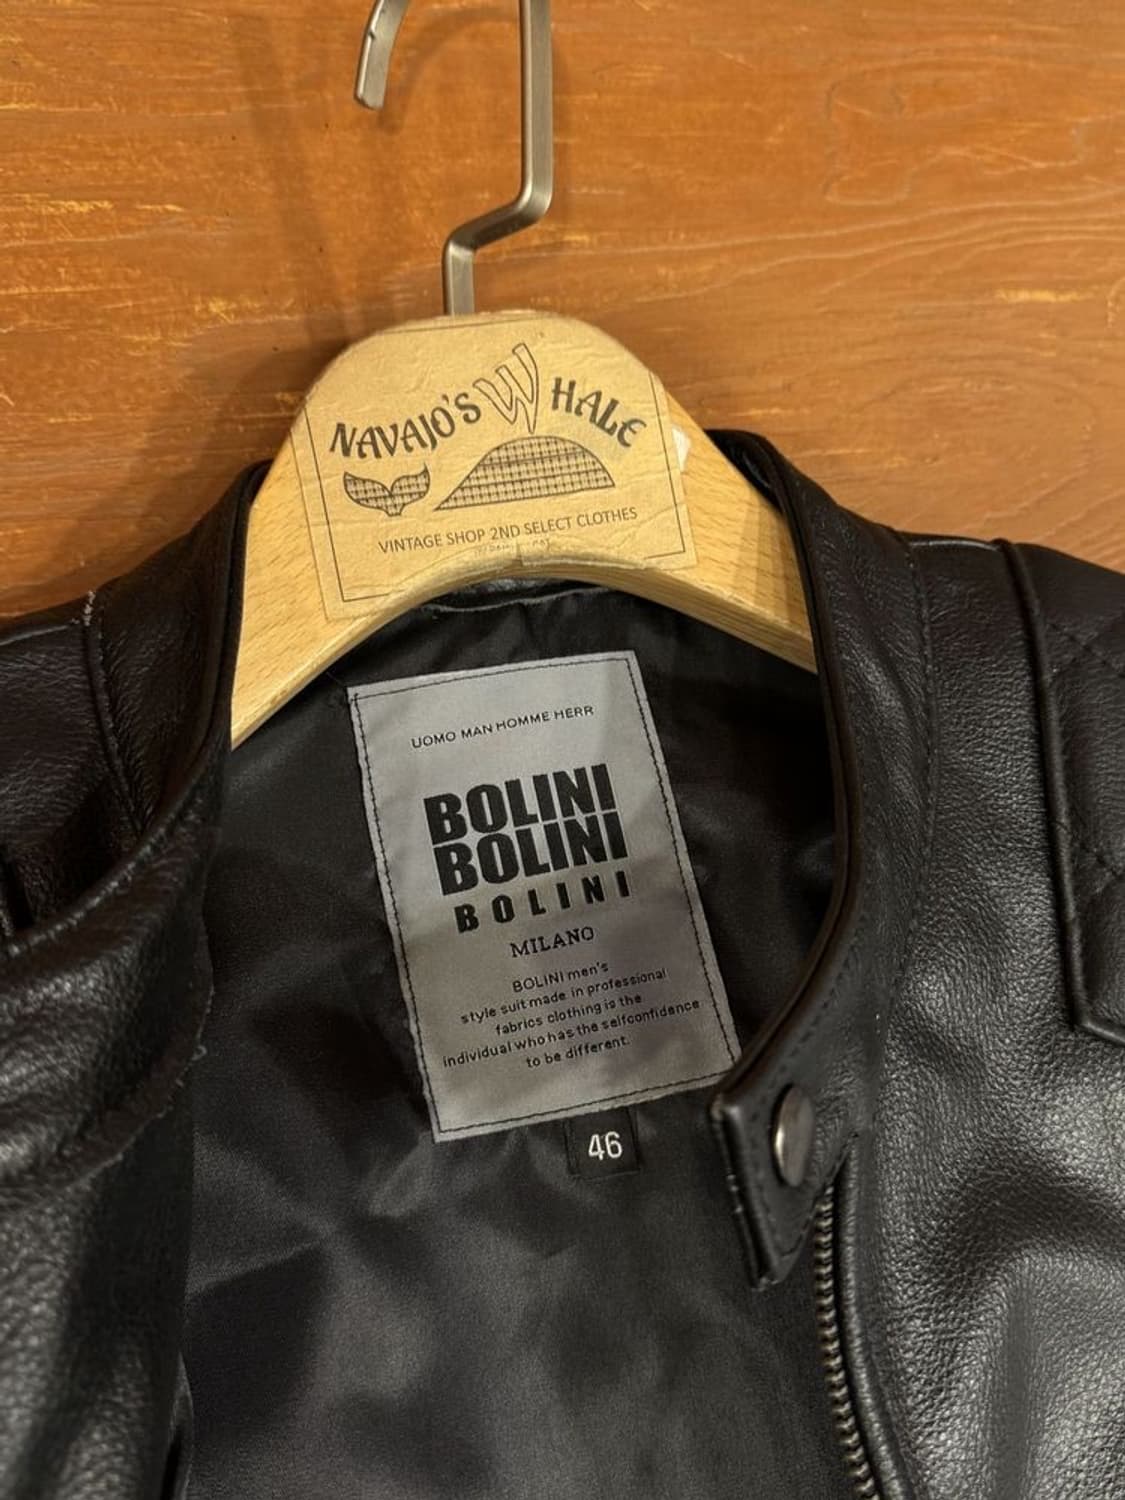 NAVAJO'S WHALE
VINTAGE SHOP 2ND SELECT CLOTHES
UOMO MAN HOMME HERR
BOLINI
BOLINI
BOLINI
MILANO
BOLINI men's
style suit made in professional
fabrics clothing is the
individual who has the selfconfidence
to be different.
46